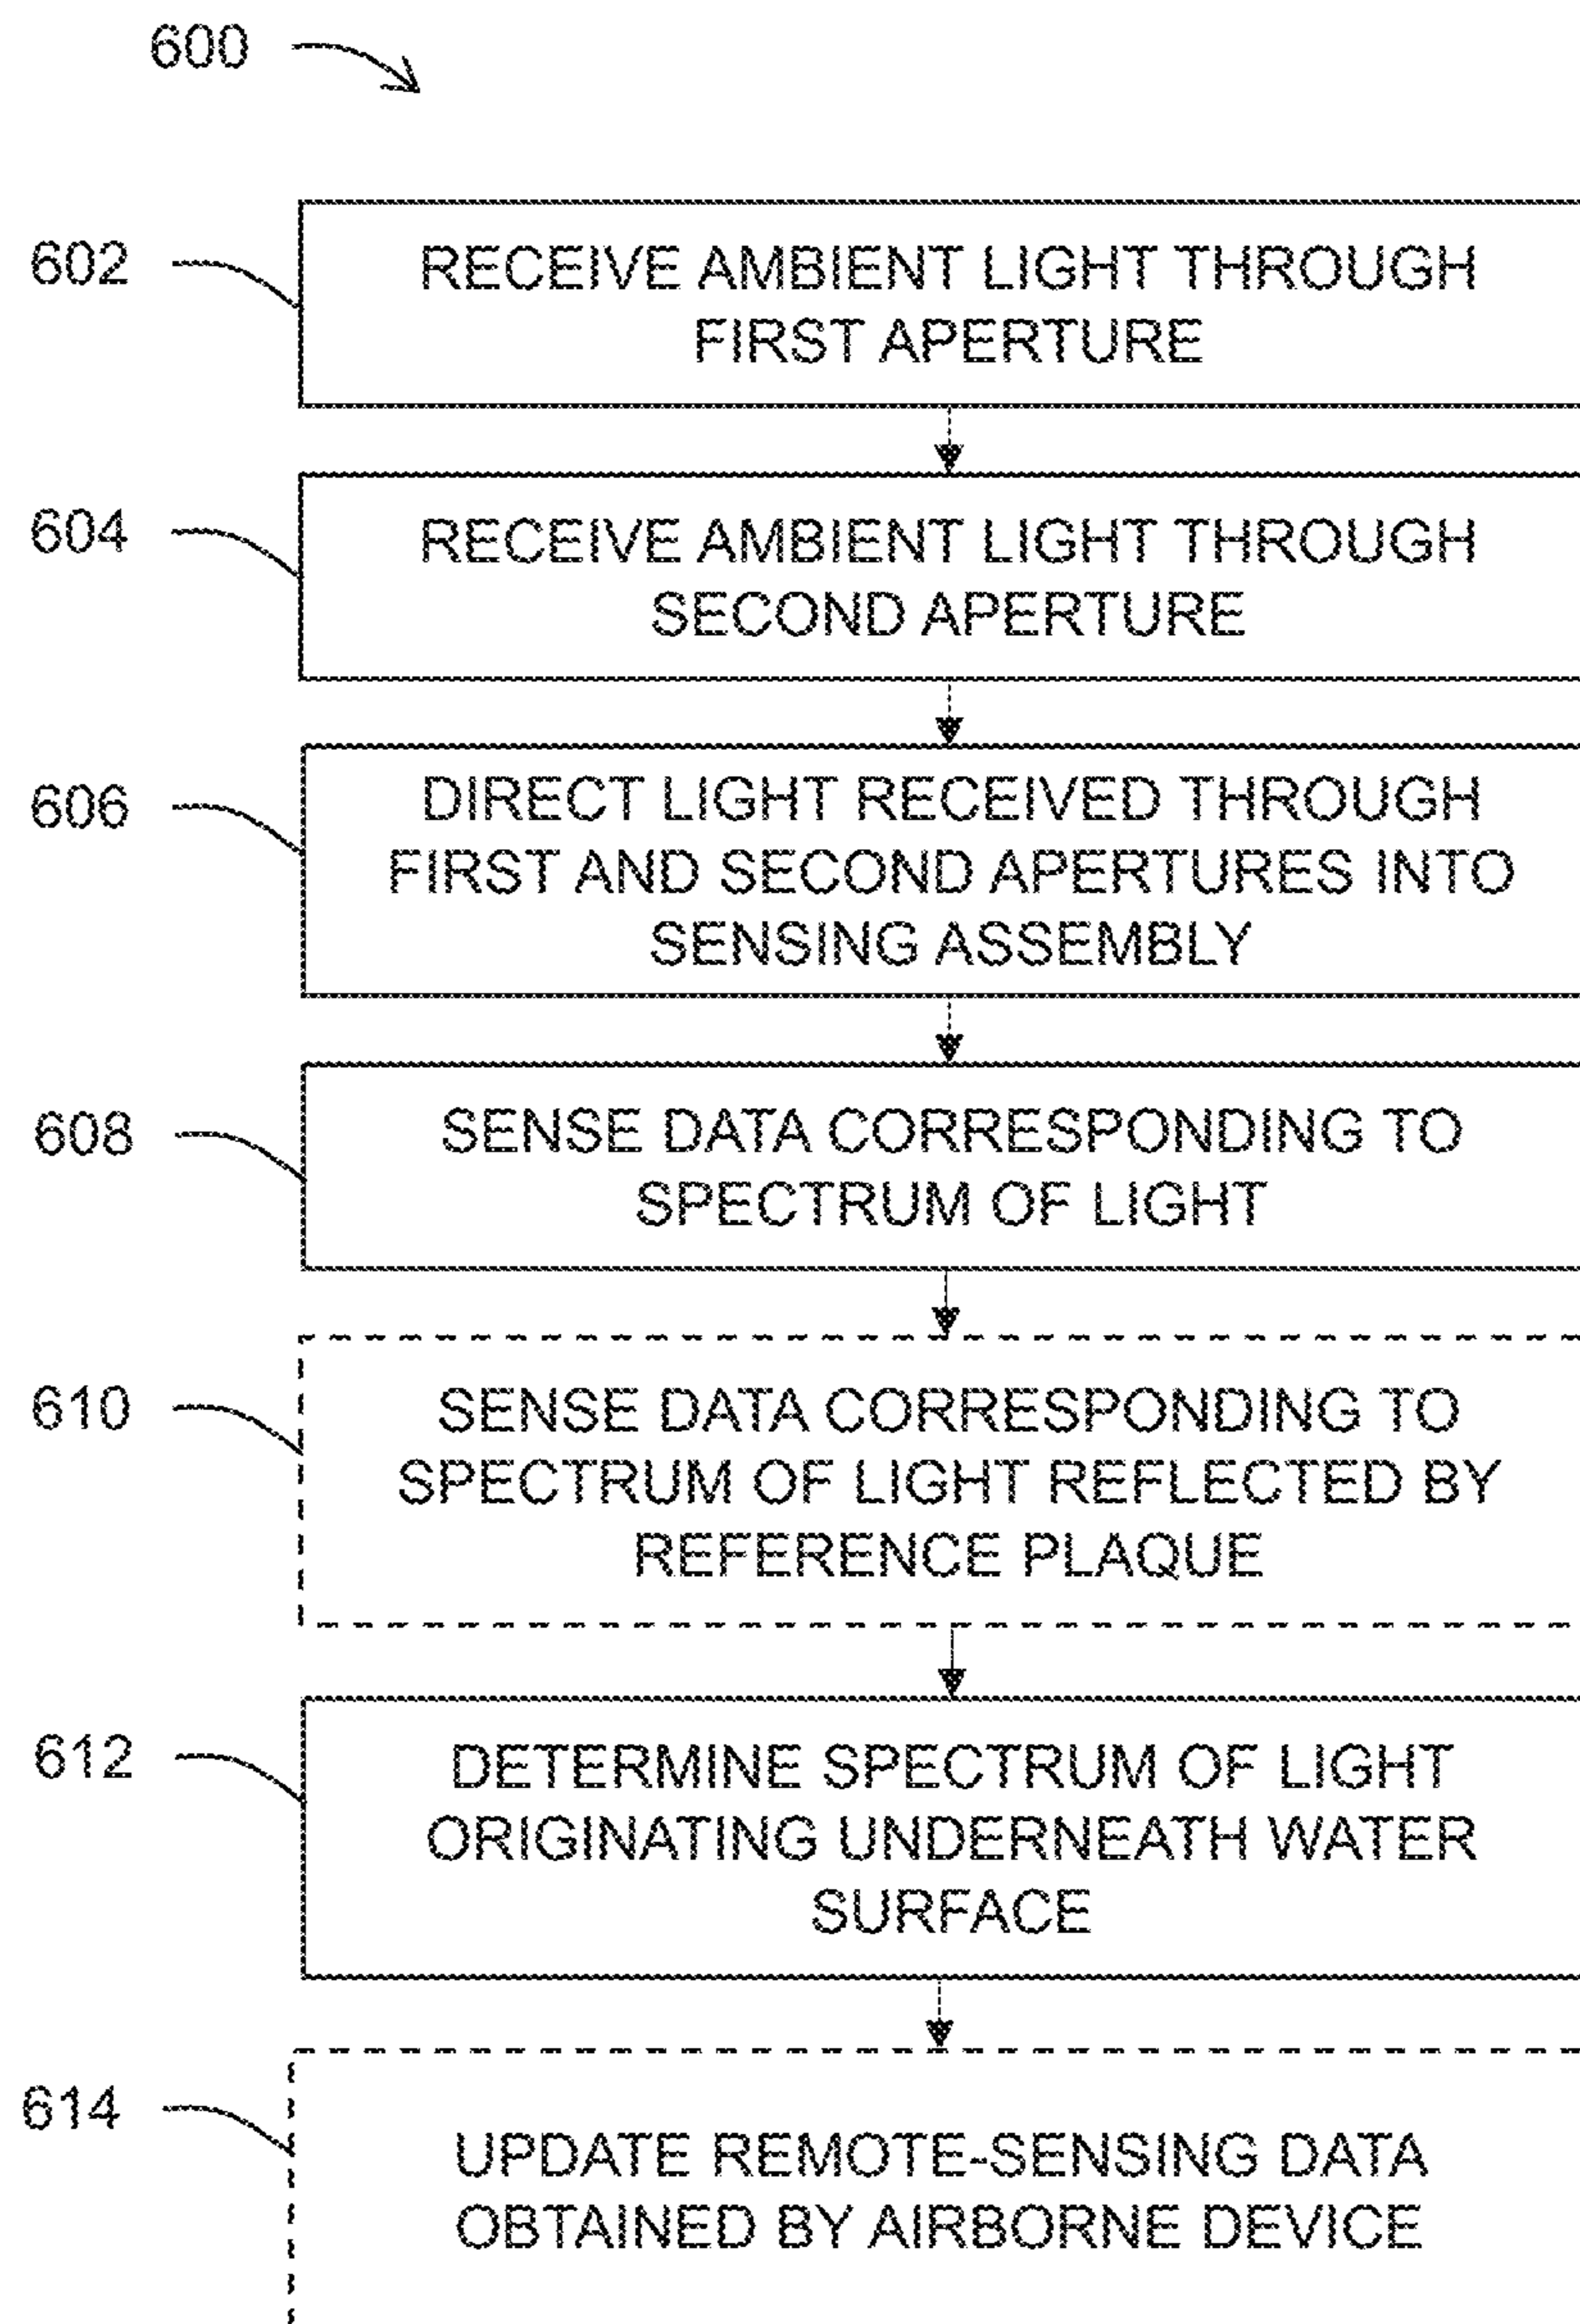 600
602
RECEIVE AMBIENT LIGHT THROUGH
FIRST APERTURE
604
RECEIVE AMBIENT LIGHT THROUGH
SECOND APERTURE
606
DIRECT LIGHT RECEIVED THROUGH
FIRST AND SECOND APERTURES INTO
SENSING ASSEMBLY
608
SENSE DATA CORRESPONDING TO
SPECTRUM OF LIGHT
610
SENSE DATA CORRESPONDING TO
SPECTRUM OF LIGHT REFLECTED BY
REFERENCE PLAQUE
612
DETERMINE SPECTRUM OF LIGHT
ORIGINATING UNDERNEATH WATER
SURFACE
614
UPDATE REMOTE-SENSING DATA
OBTAINED BY AIRBORNE DEVICE